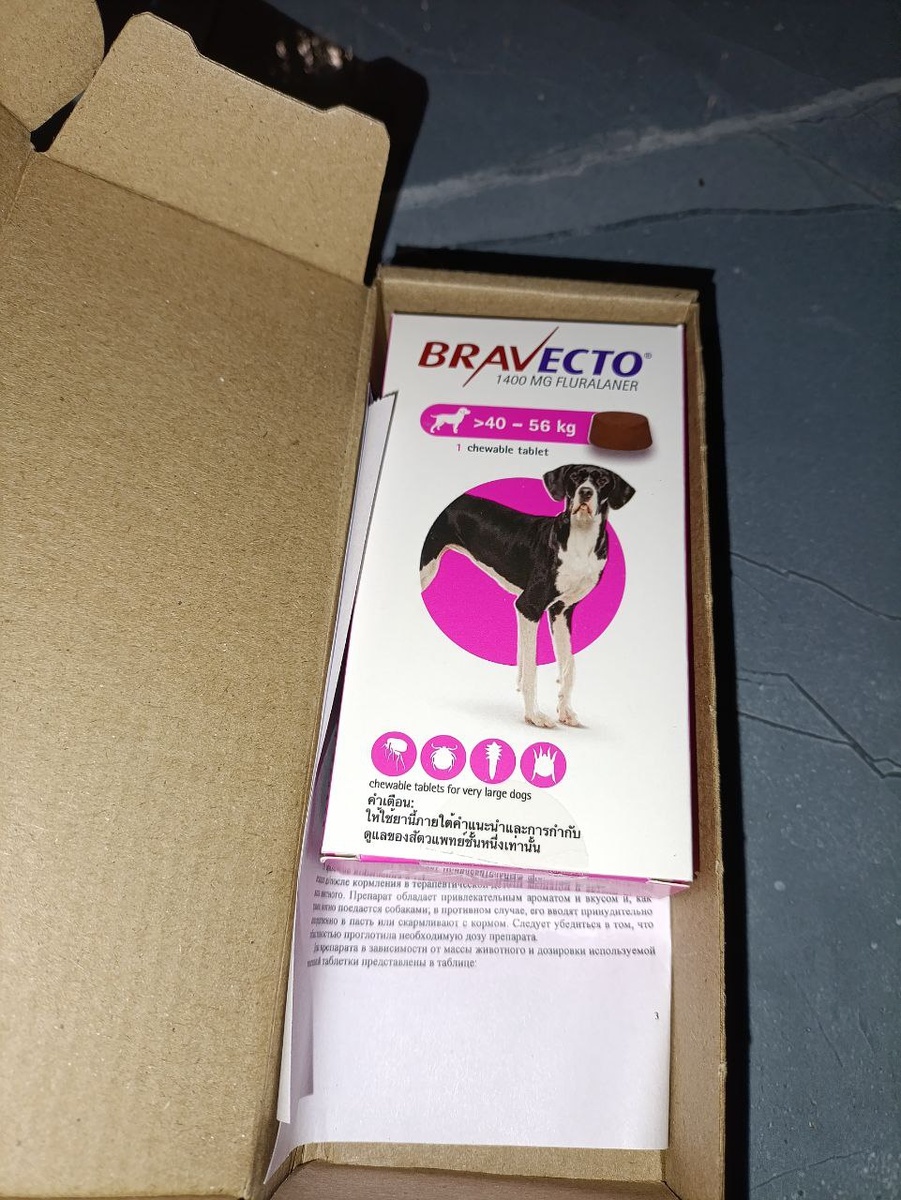 BRAVECTO®
1400 MG FLURALANER
>40 – 56 kg
1 chewable tablet
chewable tablets for very large dogs
คำเตือน:
ให้ใช้ยานี้ภายใต้คำแนะนำและการกำกับ
ดูแลของสัตวแพทย์ชั้นหนึ่งเท่านั้น
после кормления в терапевтической
Препарат обладает привлекательным ароматом и вкусом и, как
поедается собаками; в противном случае, его вводят принудительно
в пасть или скармливают с кормом. Следует убедиться в том, что
проглотила необходимую дозу препарата.
препарата в зависимости от массы животного и дозировки используемой
таблетки представлены в таблице:
3